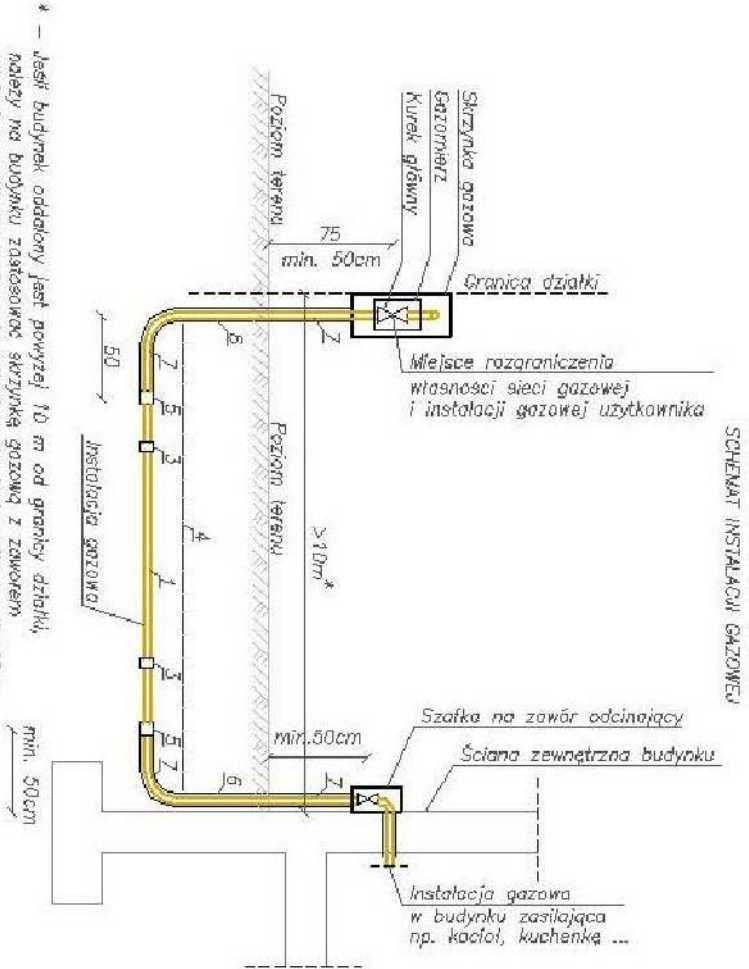 SCHEMAT INSTALACJI GAZOWEJ
Skrzynka gazowa
Gazomierz
Kurek główny
Granica działki
75
min. 50cm
Poziom terenu
Miejsce rozgraniczenia
własności sieci gazowej
i instalacji gazowej użytkownika
Poziom terenu
>10m*
50
7
8
7
5
3
4
1
3
5
7
6
7
Instalacja gazowa
min.50cm
Szafka na zawór odcinający
Ściana zewnętrzna budynku
min. 50cm
Instalacja gazowa
w budynku zasilająca
np. kocioł, kuchenkę ...
* – Jeśli budynek oddalony jest powyżej 10 m od granicy działki,
należy na budynku zastosować skrzynkę gazową z zaworem